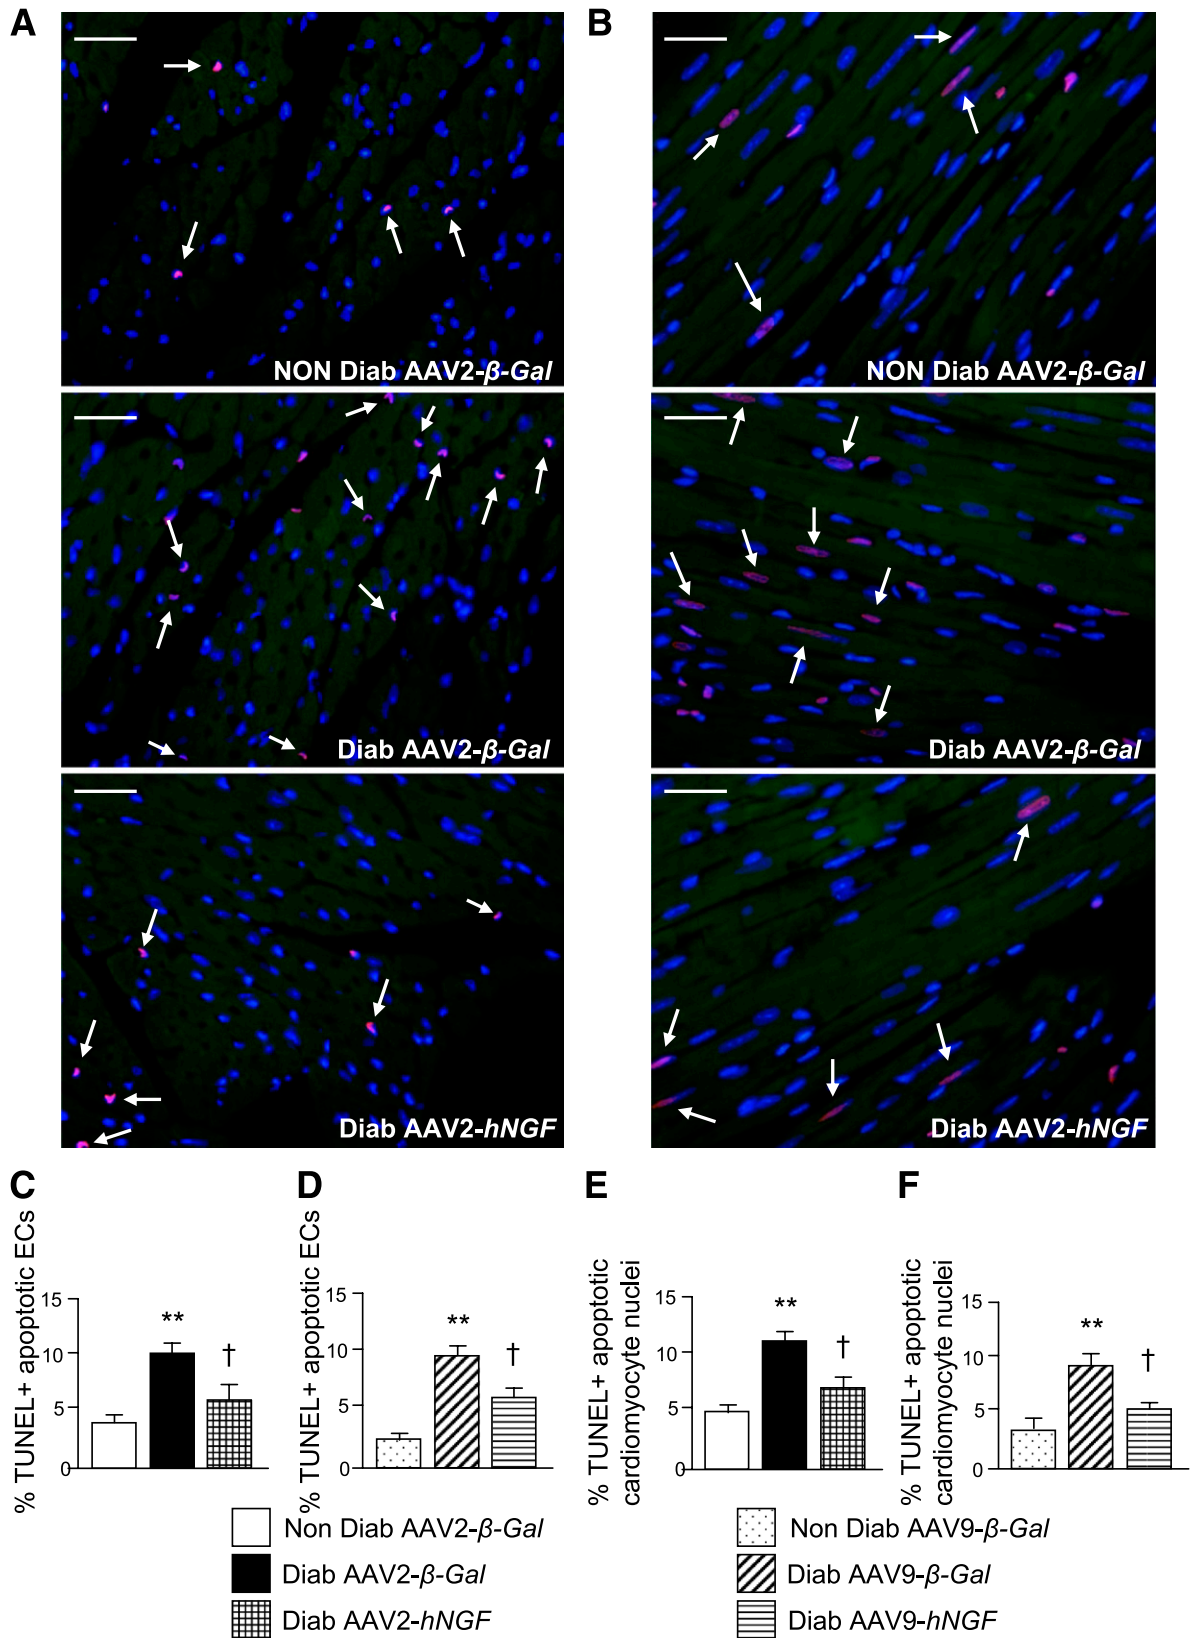 A
B
NON Diab AAV2-β-Gal
NON Diab AAV2-β-Gal
Diab AAV2-β-Gal
Diab AAV2-β-Gal
Diab AAV2-hNGF
Diab AAV2-hNGF
C
% TUNEL+ apoptotic ECs
15
10
5
0
**
†
D
% TUNEL+ apoptotic ECs
15
10
5
0
**
†
E
% TUNEL+ apoptotic
cardiomyocyte nuclei
15
10
5
0
**
†
F
% TUNEL+ apoptotic
cardiomyocyte nuclei
15
10
5
0
**
†
Non Diab AAV2-β-Gal
Diab AAV2-β-Gal
Diab AAV2-hNGF
Non Diab AAV9-β-Gal
Diab AAV9-β-Gal
Diab AAV9-hNGF